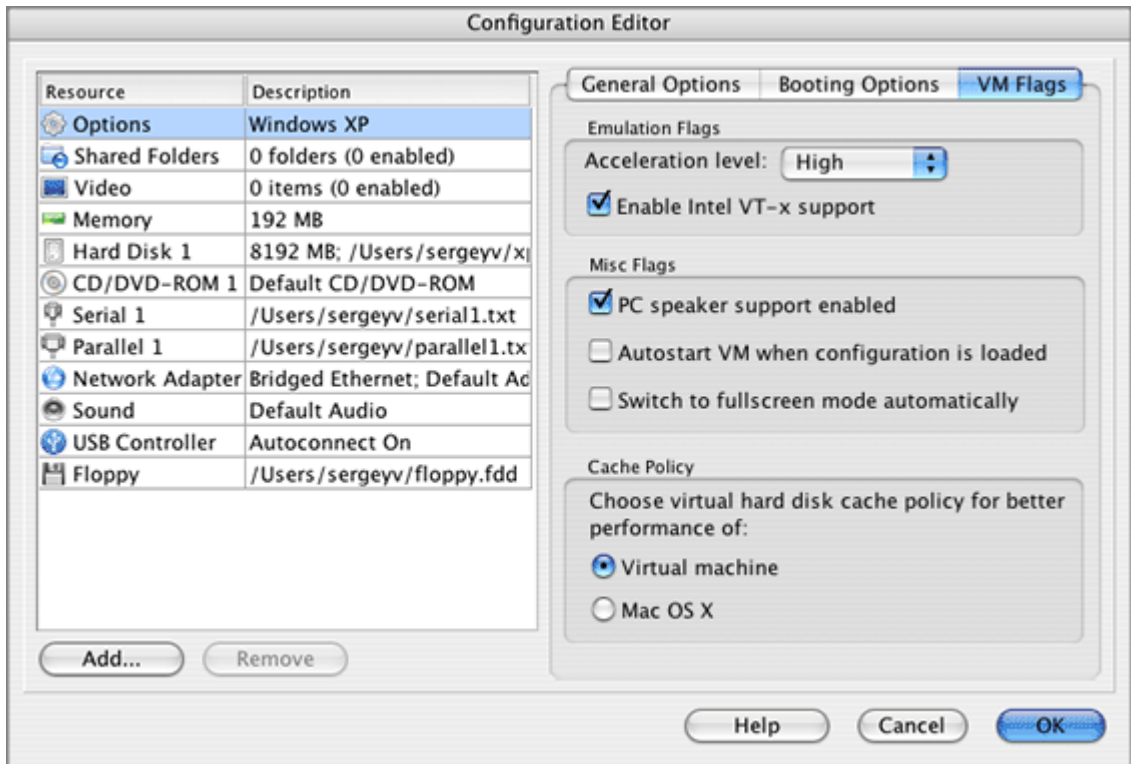 Configuration Editor
Resource Description
Options Windows XP
Shared Folders 0 folders (0 enabled)
Video 0 items (0 enabled)
Memory 192 MB
Hard Disk 1 8192 MB; /Users/sergeyv/x
CD/DVD-ROM 1 Default CD/DVD-ROM
Serial 1 /Users/sergeyv/serial1.txt
Parallel 1 /Users/sergeyv/parallel1.tx
Network Adapter Bridged Ethernet; Default Ad
Sound Default Audio
USB Controller Autoconnect On
Floppy /Users/sergeyv/floppy.fdd
Add... Remove
General Options Booting Options VM Flags
Emulation Flags
Acceleration level: High
Enable Intel VT-x support
Misc Flags
PC speaker support enabled
Autostart VM when configuration is loaded
Switch to fullscreen mode automatically
Cache Policy
Choose virtual hard disk cache policy for better
performance of:
Virtual machine
Mac OS X
Help Cancel OK